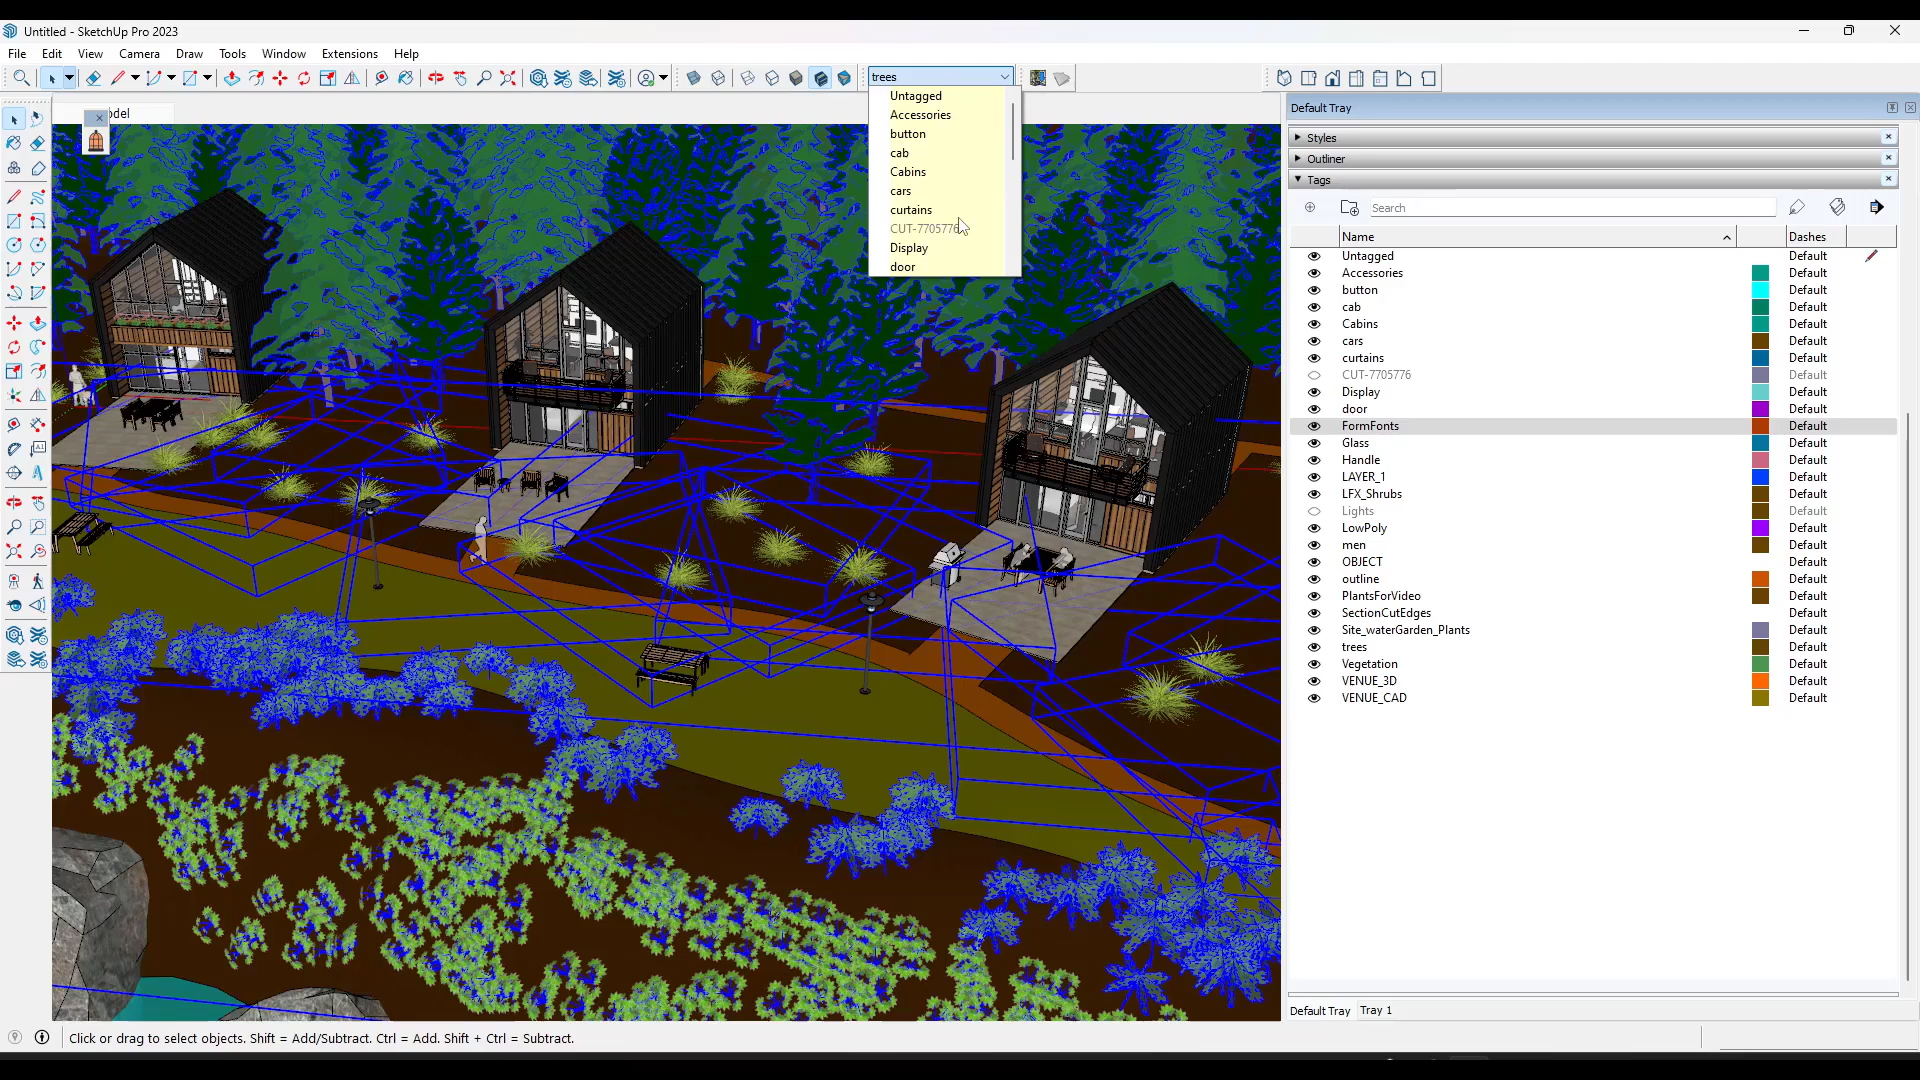 Untitled - SketchUp Pro 2023
File Edit View Camera Draw Tools Window Extensions Help
trees
Untagged
Accessories
button
cab
Cabins
cars
curtains
CUT-7705776
Display
door
odel
Default Tray
Styles
Outliner
Tags
Search
Name Dashes
Untagged Default
Accessories Default
button Default
cab Default
Cabins Default
cars Default
curtains Default
CUT-7705776 Default
Display Default
door Default
FormFonts Default
Glass Default
Handle Default
LAYER_1 Default
LFX_Shrubs Default
Lights Default
LowPoly Default
men Default
OBJECT Default
outline Default
PlantsForVideo Default
SectionCutEdges Default
Site_waterGarden_Plants Default
trees Default
Vegetation Default
VENUE_3D Default
VENUE_CAD Default
Default Tray Tray 1
Click or drag to select objects. Shift = Add/Subtract. Ctrl = Add. Shift + Ctrl = Subtract.